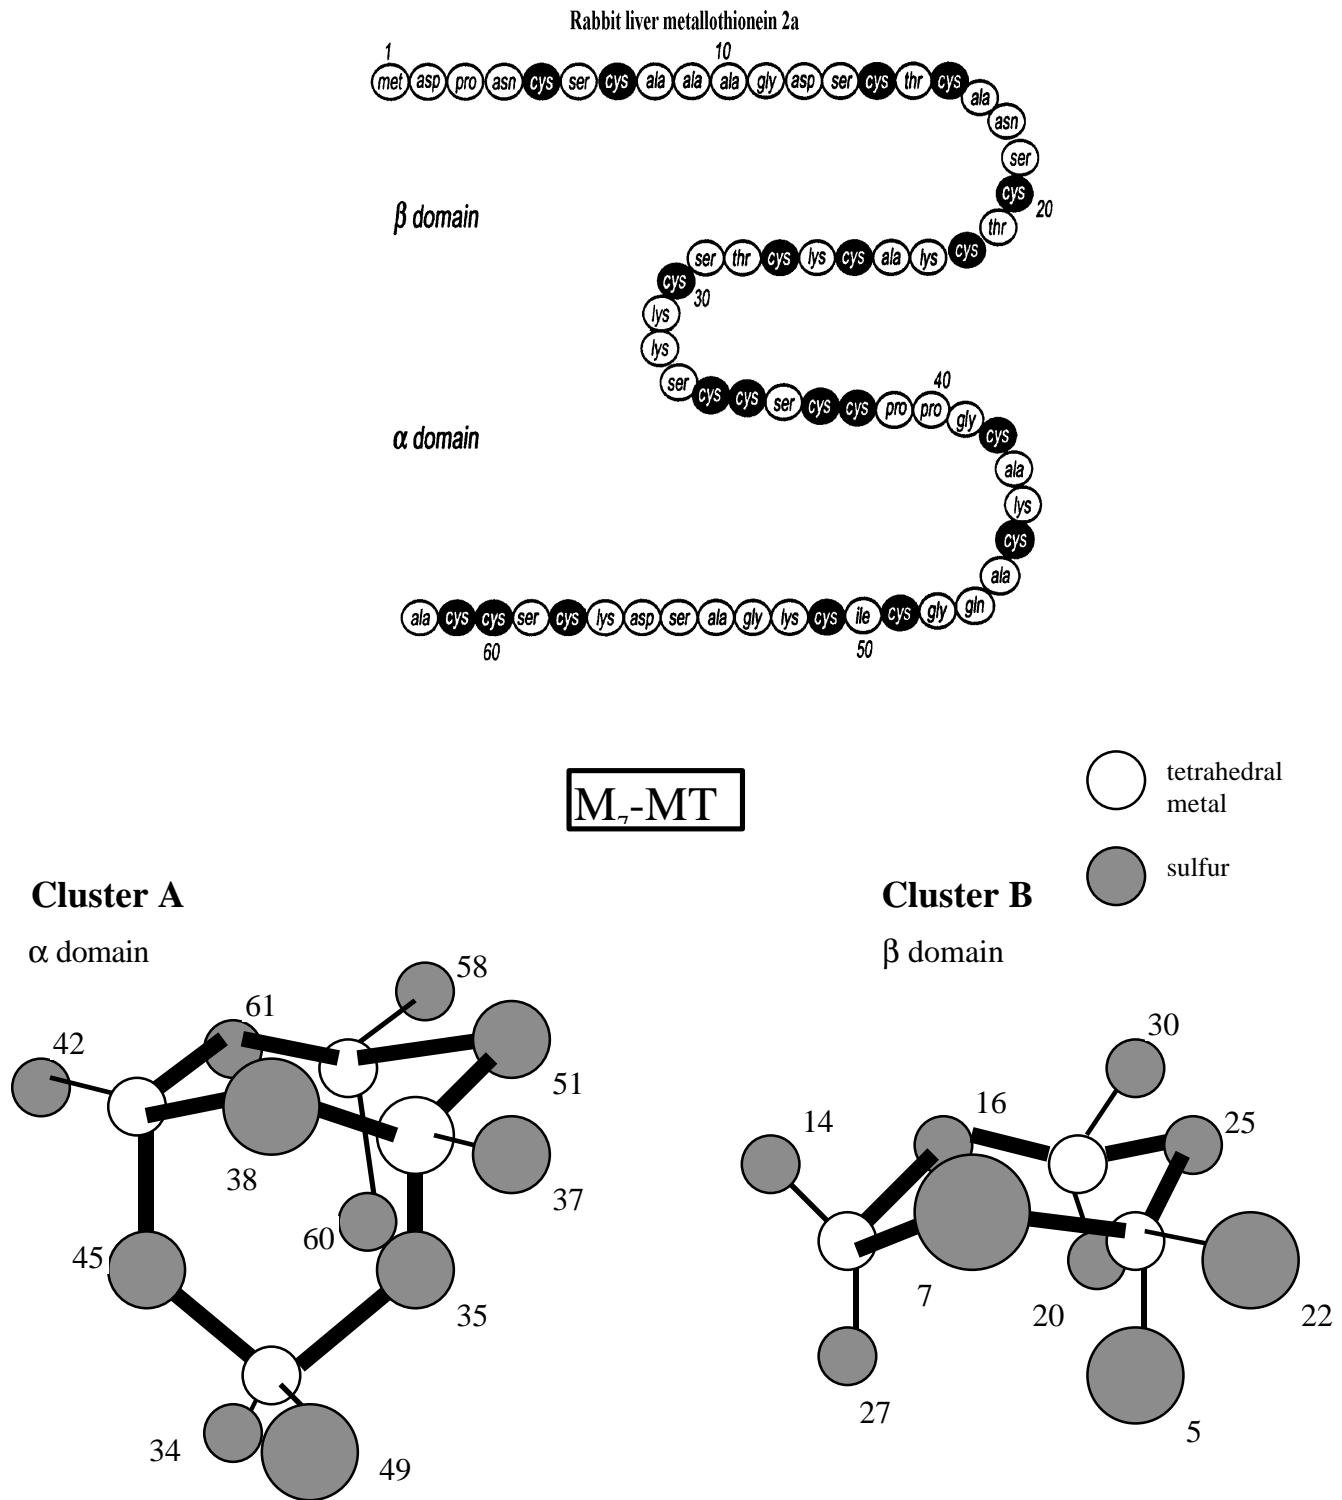 Rabbit liver metallothionein 2a
1 10
met asp pro asn cys ser cys ala ala ala gly asp ser cys thr cys
ala
asn
ser
cys
20
thr
β domain
cys
lys
ala
cys
lys
cys
thr
ser
cys
30
lys
lys
ser
cys
cys
ser
cys
cys
pro
pro
40
gly
cys
α domain
ala
lys
cys
ala
gln
gly
cys
ile
50
cys
lys
gly
ala
ser
asp
lys
cys
ser
cys
60
cys
ala
M7-MT
tetrahedral
metal
sulfur
Cluster A
α domain
58
61
42
51
38
37
60
45
35
34
49
Cluster B
β domain
30
16
14
25
7
20
22
27
5